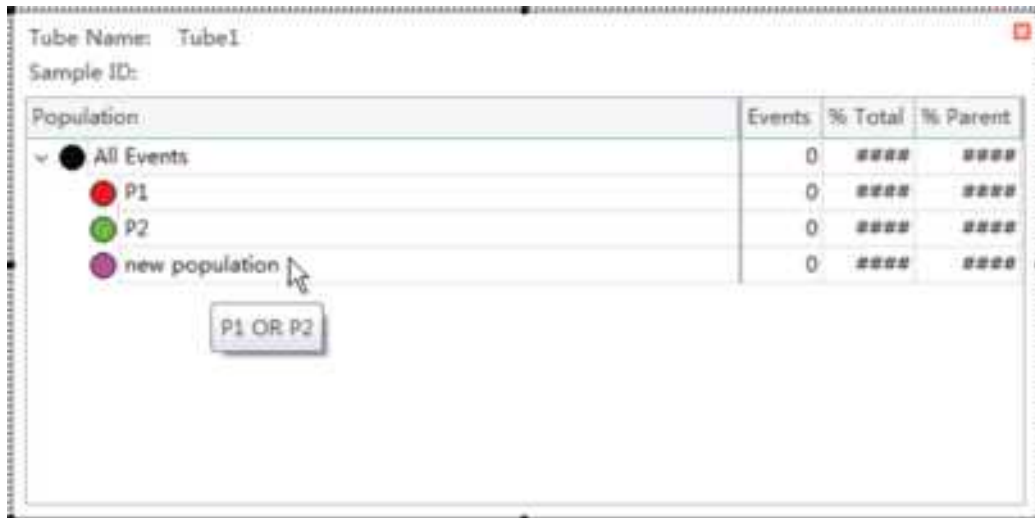 Tube Name: Tube1
Sample ID:
Population Events % Total % Parent
All Events 0 #### ####
P1 0 #### ####
P2 0 #### ####
new population 0 #### ####
P1 OR P2